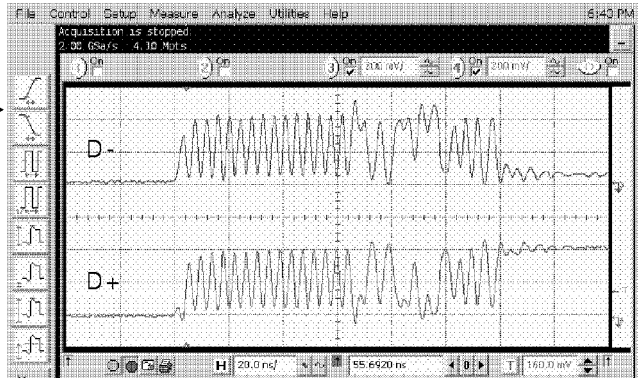 File Control Setup Measure Analyze Utilities Help 6:43 PM
Acquisition is stopped.
2.00 GSa/s 4.10 Mpts
1) On 2) On 3) On 200 mV/ 4) On 200 mV/ On
D-
D+
H 20.0 ns/ 55.6920 ns 0 T 160.0 mV